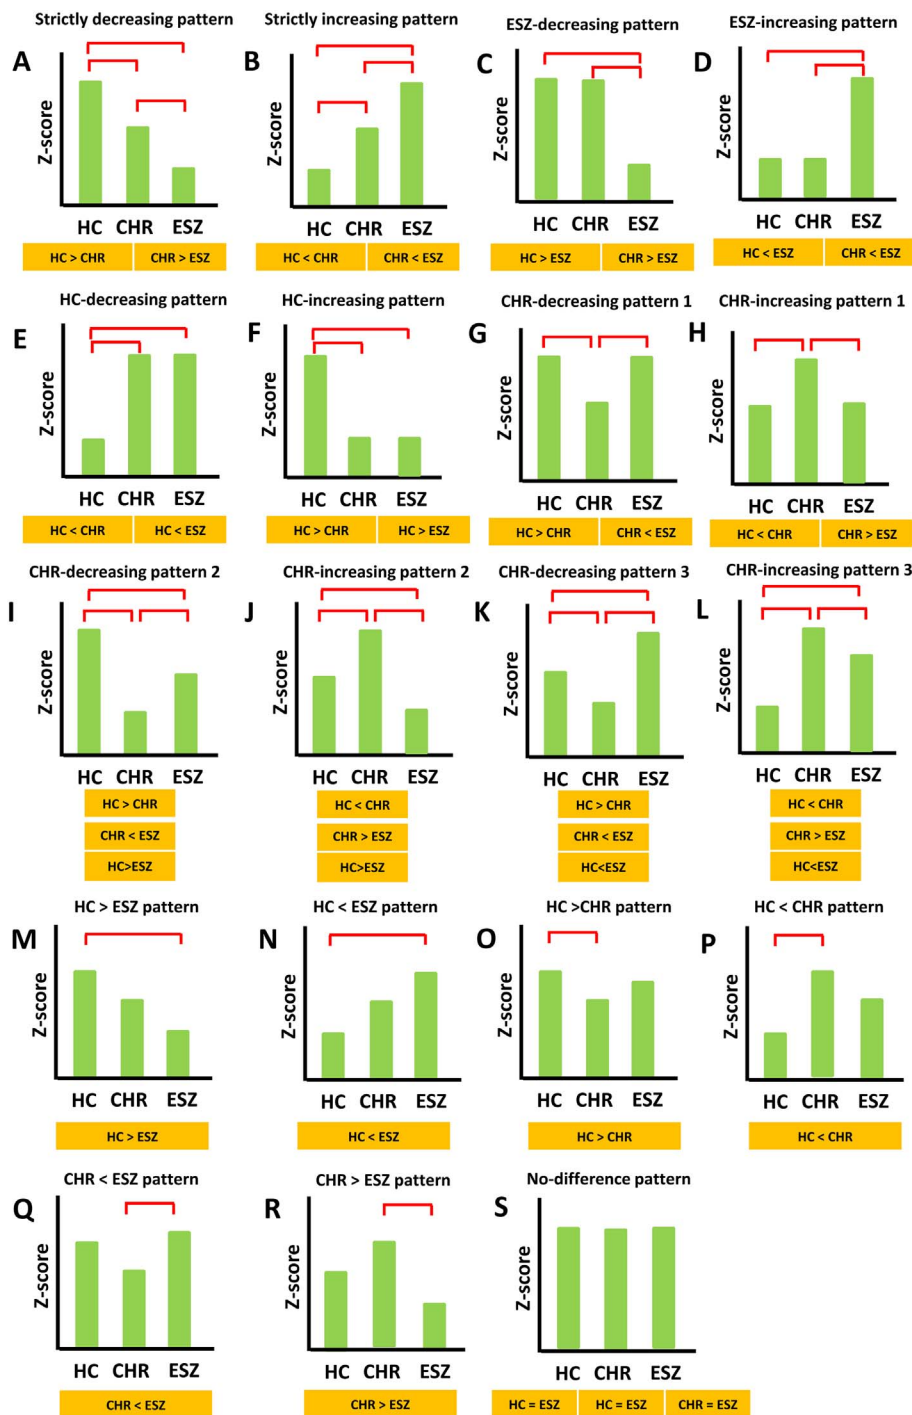 Strictly decreasing pattern
Strictly increasing pattern
ESZ-decreasing pattern
ESZ-increasing pattern
A
Z-score
HC CHR ESZ
HC > CHR
CHR > ESZ
B
Z-score
HC CHR ESZ
HC < CHR
CHR < ESZ
C
Z-score
HC CHR ESZ
HC > ESZ
CHR > ESZ
D
Z-score
HC CHR ESZ
HC < ESZ
CHR < ESZ
HC-decreasing pattern
HC-increasing pattern
CHR-decreasing pattern 1
CHR-increasing pattern 1
E
Z-score
HC CHR ESZ
HC < CHR
HC < ESZ
F
Z-score
HC CHR ESZ
HC > CHR
HC > ESZ
G
Z-score
HC CHR ESZ
HC > CHR
CHR < ESZ
H
Z-score
HC CHR ESZ
HC < CHR
CHR > ESZ
CHR-decreasing pattern 2
CHR-increasing pattern 2
CHR-decreasing pattern 3
CHR-increasing pattern 3
I
Z-score
HC CHR ESZ
HC > CHR
CHR < ESZ
HC>ESZ
J
Z-score
HC CHR ESZ
HC < CHR
CHR > ESZ
HC>ESZ
K
Z-score
HC CHR ESZ
HC > CHR
CHR < ESZ
HC<ESZ
L
Z-score
HC CHR ESZ
HC < CHR
CHR > ESZ
HC<ESZ
HC > ESZ pattern
HC < ESZ pattern
HC >CHR pattern
HC < CHR pattern
M
Z-score
HC CHR ESZ
HC > ESZ
N
Z-score
HC CHR ESZ
HC < ESZ
O
Z-score
HC CHR ESZ
HC > CHR
P
Z-score
HC CHR ESZ
HC < CHR
CHR < ESZ pattern
CHR > ESZ pattern
No-difference pattern
Q
Z-score
HC CHR ESZ
CHR < ESZ
R
Z-score
HC CHR ESZ
CHR > ESZ
S
Z-score
HC CHR ESZ
HC = ESZ
HC = ESZ
CHR = ESZ